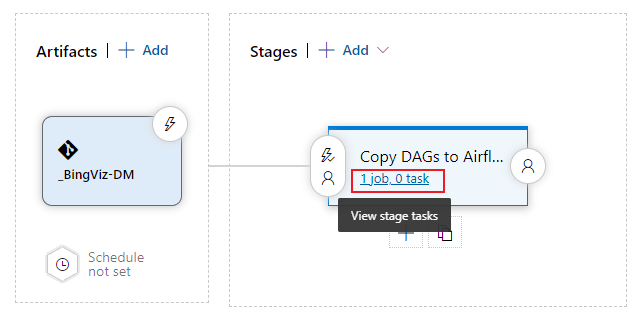 Artifacts | + Add
Stages | + Add
_BingViz-DM
Copy DAGs to Airfl...
1 job, 0 task
View stage tasks
Schedule
not set